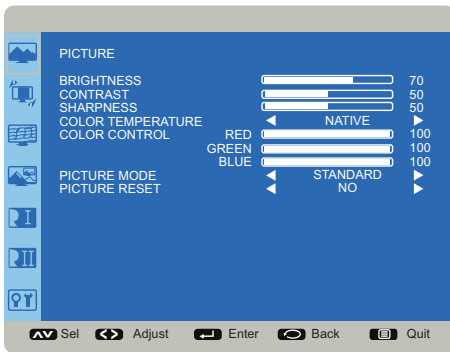 PICTURE
BRIGHTNESS 70
CONTRAST 50
SHARPNESS 50
COLOR TEMPERATURE NATIVE
COLOR CONTROL RED 100
GREEN 100
BLUE 100
PICTURE MODE STANDARD
PICTURE RESET NO
Sel Adjust Enter Back Quit